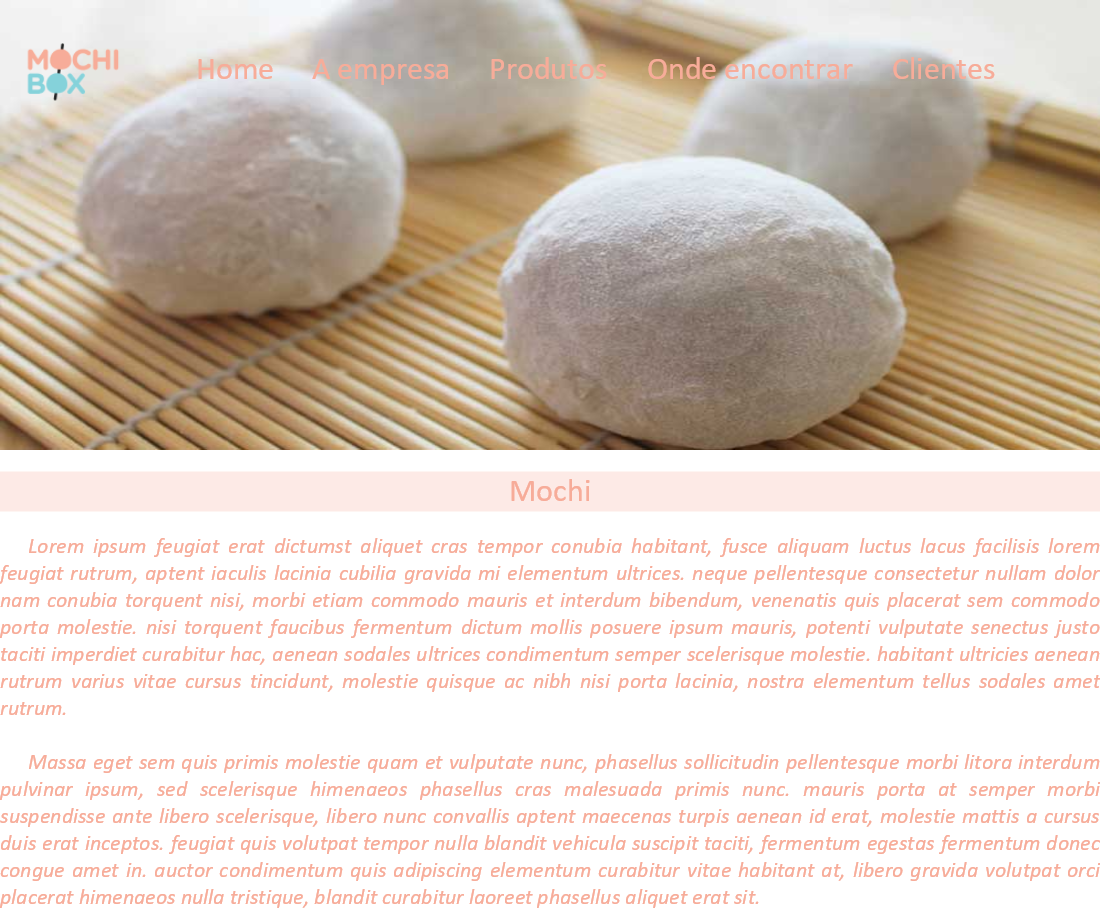 MOCHI
BOX
Home A empresa Produtos Onde encontrar Clientes
Mochi
Lorem ipsum feugiat erat dictumst aliquet cras tempor conubia habitant, fusce aliquam luctus lacus facilisis lorem
feugiat rutrum, aptent iaculis lacinia cubilia gravida mi elementum ultrices. neque pellentesque consectetur nullam dolor
nam conubia torquent nisi, morbi etiam commodo mauris et interdum bibendum, venenatis quis placerat sem commodo
porta molestie. nisi torquent faucibus fermentum dictum mollis posuere ipsum mauris, potenti vulputate senectus justo
taciti imperdiet curabitur hac, aenean sodales ultrices condimentum semper scelerisque molestie. habitant ultricies aenean
rutrum varius vitae cursus tincidunt, molestie quisque ac nibh nisi porta lacinia, nostra elementum tellus sodales amet
rutrum.
Massa eget sem quis primis molestie quam et vulputate nunc, phasellus sollicitudin pellentesque morbi litora interdum
pulvinar ipsum, sed scelerisque himenaeos phasellus cras malesuada primis nunc. mauris porta at semper morbi
suspendisse ante libero scelerisque, libero nunc convallis aptent maecenas turpis aenean id erat, molestie mattis a cursus
duis erat inceptos. feugiat quis volutpat tempor nulla blandit vehicula suscipit taciti, fermentum egestas fermentum donec
congue amet in. auctor condimentum quis adipiscing elementum curabitur vitae habitant at, libero gravida volutpat orci
placerat himenaeos nulla tristique, blandit curabitur laoreet phasellus aliquet erat sit.